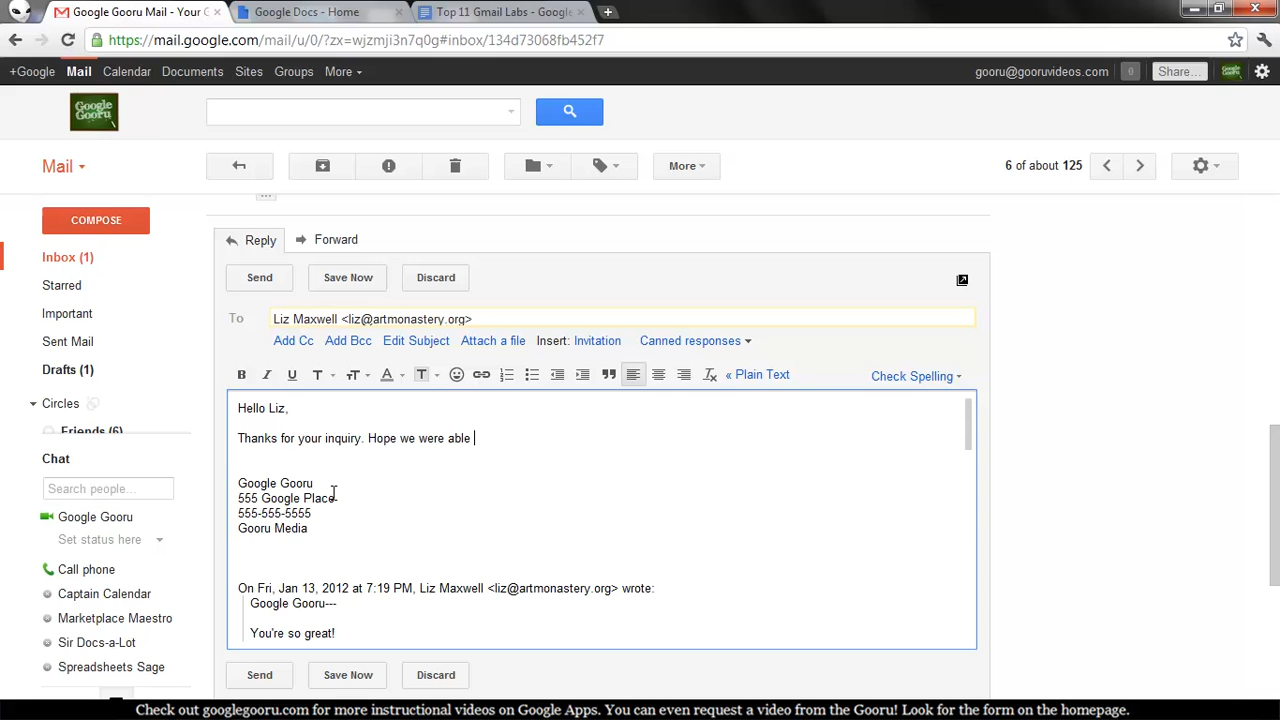 Google Gooru Mail - Your G
Google Docs - Home
Top 11 Gmail Labs - Google
https://mail.google.com/mail/u/0/?zx=wjzmji3n7q0g#inbox/134d73068fb452f7
+Google Mail Calendar Documents Sites Groups More
gooru@gooruvideos.com 0 Share...
Google Gooru
Mail
More
6 of about 125
COMPOSE
Inbox (1)
Starred
Important
Sent Mail
Drafts (1)
Circles
Friends (6)
Chat
Search people...
Google Gooru
Set status here
Call phone
Captain Calendar
Marketplace Maestro
Sir Docs-a-Lot
Spreadsheets Sage
Reply Forward
Send Save Now Discard
To Liz Maxwell <liz@artmonastery.org>
Add Cc Add Bcc Edit Subject Attach a file Insert: Invitation Canned responses
B I U T TT A T « Plain Text Check Spelling
Hello Liz,
Thanks for your inquiry. Hope we were able
Google Gooru
555 Google Place
555-555-5555
Gooru Media
On Fri, Jan 13, 2012 at 7:19 PM, Liz Maxwell <liz@artmonastery.org> wrote:
Google Gooru---
You're so great!
Send Save Now Discard
Check out googlegooru.com for more instructional videos on Google Apps. You can even request a video from the Gooru! Look for the form on the homepage.